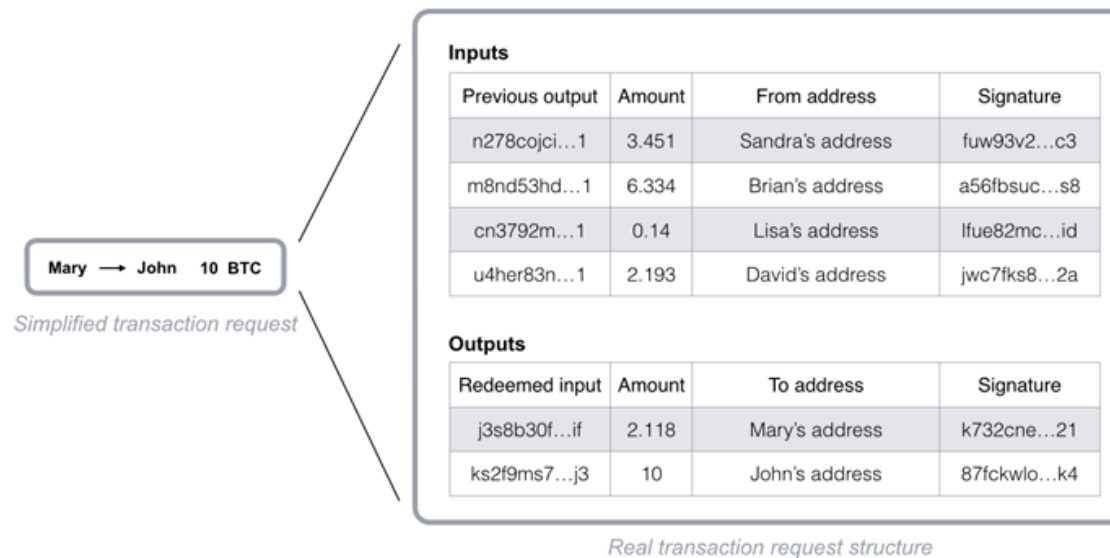 Inputs
Previous output Amount From address Signature
n278cojci…1 3.451 Sandra's address fuw93v2…c3
m8nd53hd…1 6.334 Brian's address a56fbsuc…s8
cn3792m…1 0.14 Lisa's address lfue82mc…id
u4her83n…1 2.193 David's address jwc7fks8…2a
Mary → John 10 BTC
Simplified transaction request
Outputs
Redeemed input Amount To address Signature
j3s8b30f…if 2.118 Mary's address k732cne…21
ks2f9ms7…j3 10 John's address 87fckwlo…k4
Real transaction request structure